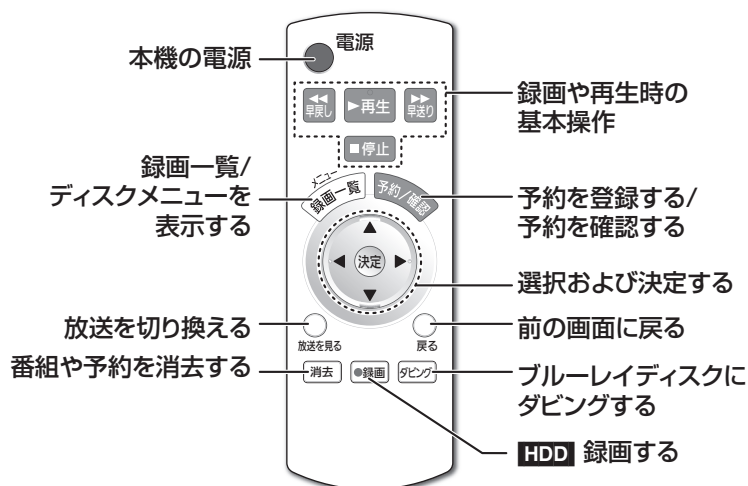 電源
本機の電源
◀◀
早戻し
▶再生
▶▶
早送り
録画や再生時の
基本操作
■停止
録画一覧/
ディスクメニューを
表示する
メニュー
録画一覧
予約/確認
予約を登録する/
予約を確認する
決定
選択および決定する
放送を切り換える
放送を見る
戻る
前の画面に戻る
番組や予約を消去する
消去
●録画
ダビング
ブルーレイディスクに
ダビングする
HDD 録画する